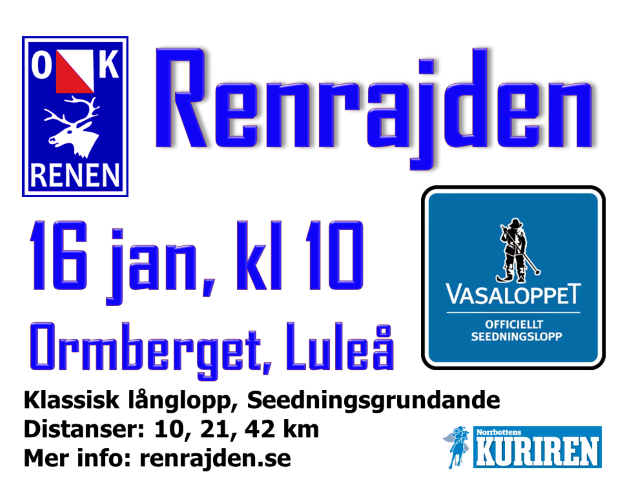 O K
RENEN
Renrajden
16 jan, kl 10
Ormberget, Luleå
VASALOPPET
OFFICIELLT
SEEDNINGSLOPP
Klassisk långlopp, Seedningsgrundande
Distanser: 10, 21, 42 km
Mer info: renrajden.se
Norrbottens
KURIREN